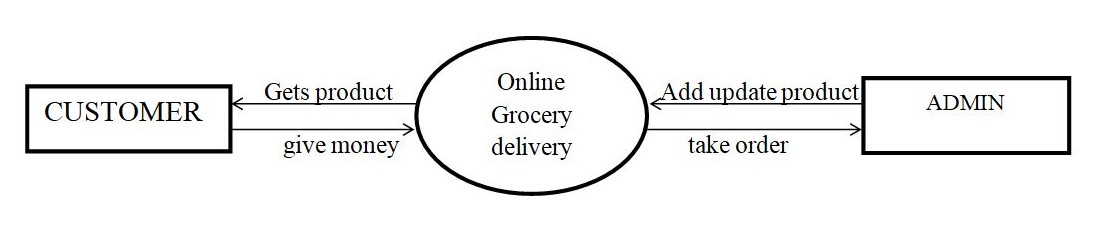 CUSTOMER
Gets product
give money
Online
Grocery
delivery
Add update product
take order
ADMIN